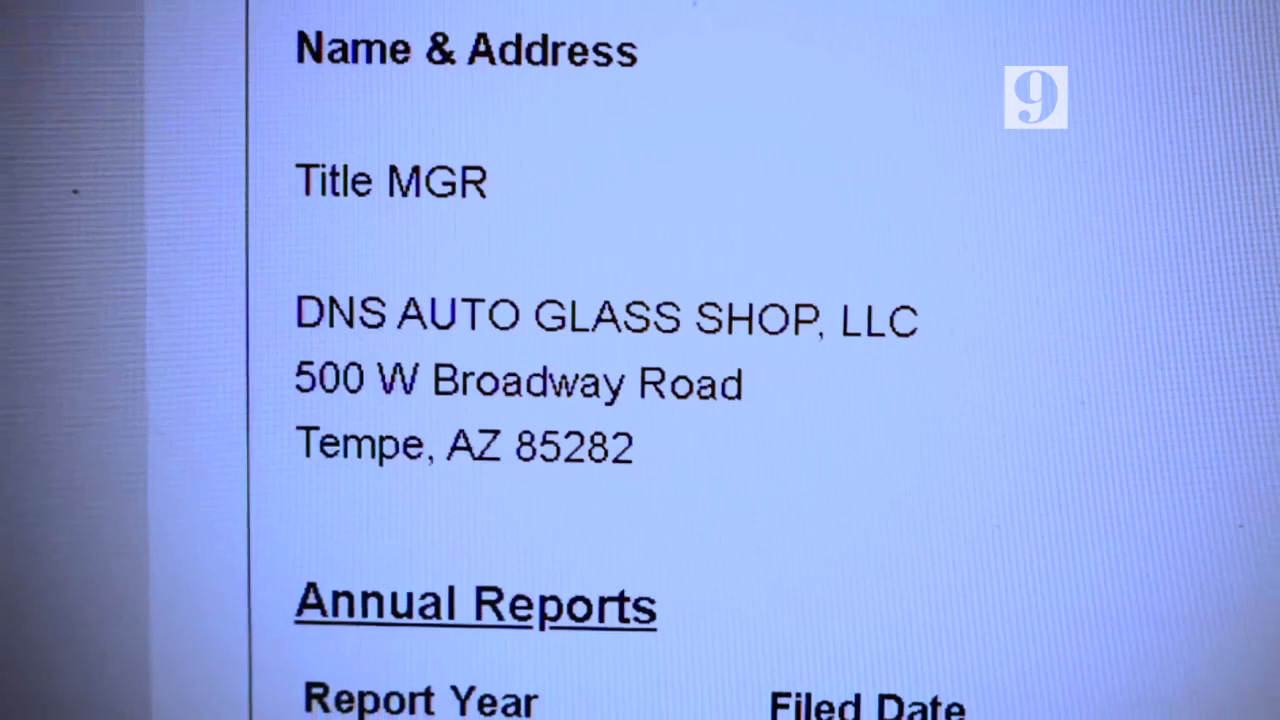 Name & Address
9
Title MGR
DNS AUTO GLASS SHOP, LLC
500 W Broadway Road
Tempe, AZ 85282
Annual Reports
Report Year
Filed Date